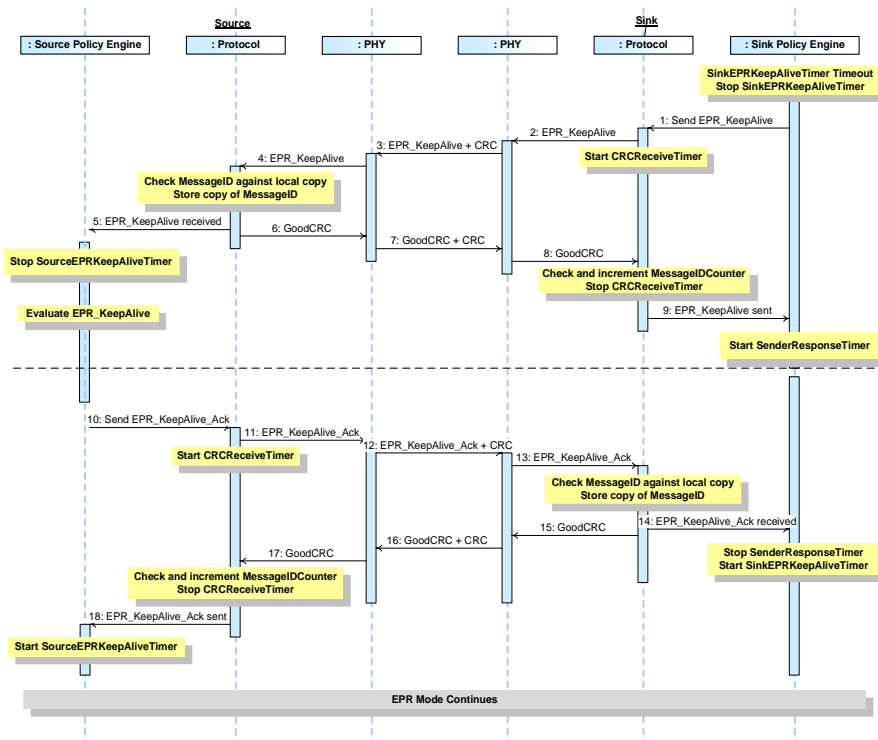 Source
Sink
: Source Policy Engine
: Protocol
: PHY
: PHY
: Protocol
: Sink Policy Engine
SinkEPRKeepAliveTimer Timeout
Stop SinkEPRKeepAliveTimer
1: Send EPR_KeepAlive
2: EPR_KeepAlive
3: EPR_KeepAlive + CRC
Start CRCReceiveTimer
4: EPR_KeepAlive
Check MessageID against local copy
Store copy of MessageID
5: EPR_KeepAlive received
6: GoodCRC
7: GoodCRC + CRC
8: GoodCRC
Stop SourceEPRKeepAliveTimer
Check and increment MessageIDCounter
Stop CRCReceiveTimer
Evaluate EPR_KeepAlive
9: EPR_KeepAlive sent
Start SenderResponseTimer
10: Send EPR_KeepAlive_Ack
11: EPR_KeepAlive_Ack
12: EPR_KeepAlive_Ack + CRC
Start CRCReceiveTimer
13: EPR_KeepAlive_Ack
Check MessageID against local copy
Store copy of MessageID
14: EPR_KeepAlive_Ack received
15: GoodCRC
16: GoodCRC + CRC
17: GoodCRC
Stop SenderResponseTimer
Start SinkEPRKeepAliveTimer
Check and increment MessageIDCounter
Stop CRCReceiveTimer
18: EPR_KeepAlive_Ack sent
Start SourceEPRKeepAliveTimer
EPR Mode Continues